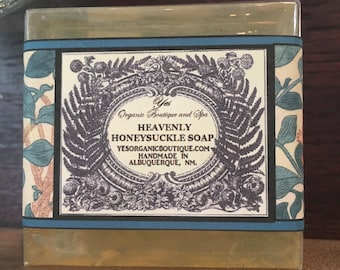 Yes
Organic Boutique and Spa
HEAVENLY
HONEYSUCKLE SOAP
YESORGANICBOUTIQUE.COM
HANDMADE IN
ALBUQUERQUE, NM.